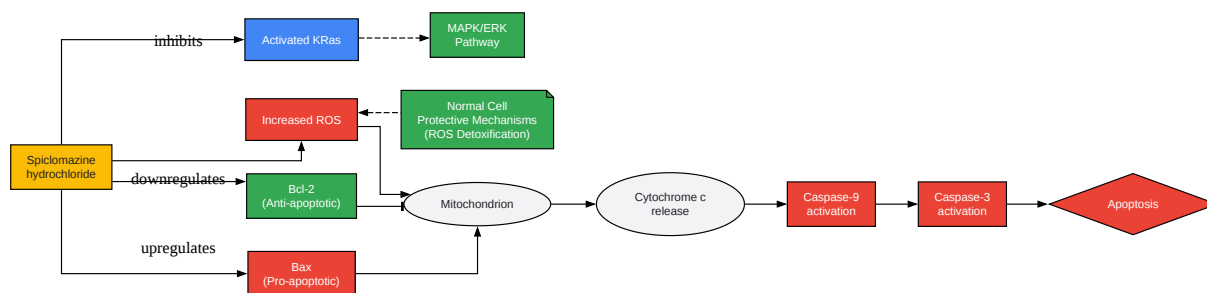 inhibits
Activated KRas
MAPK/ERK
Pathway
Increased ROS
Normal Cell
Protective Mechanisms
(ROS Detoxification)
Spiclomazine
hydrochloride
downregulates
Bcl-2
(Anti-apoptotic)
Mitochondrion
Cytochrome c
release
Caspase-9
activation
Caspase-3
activation
Apoptosis
upregulates
Bax
(Pro-apoptotic)